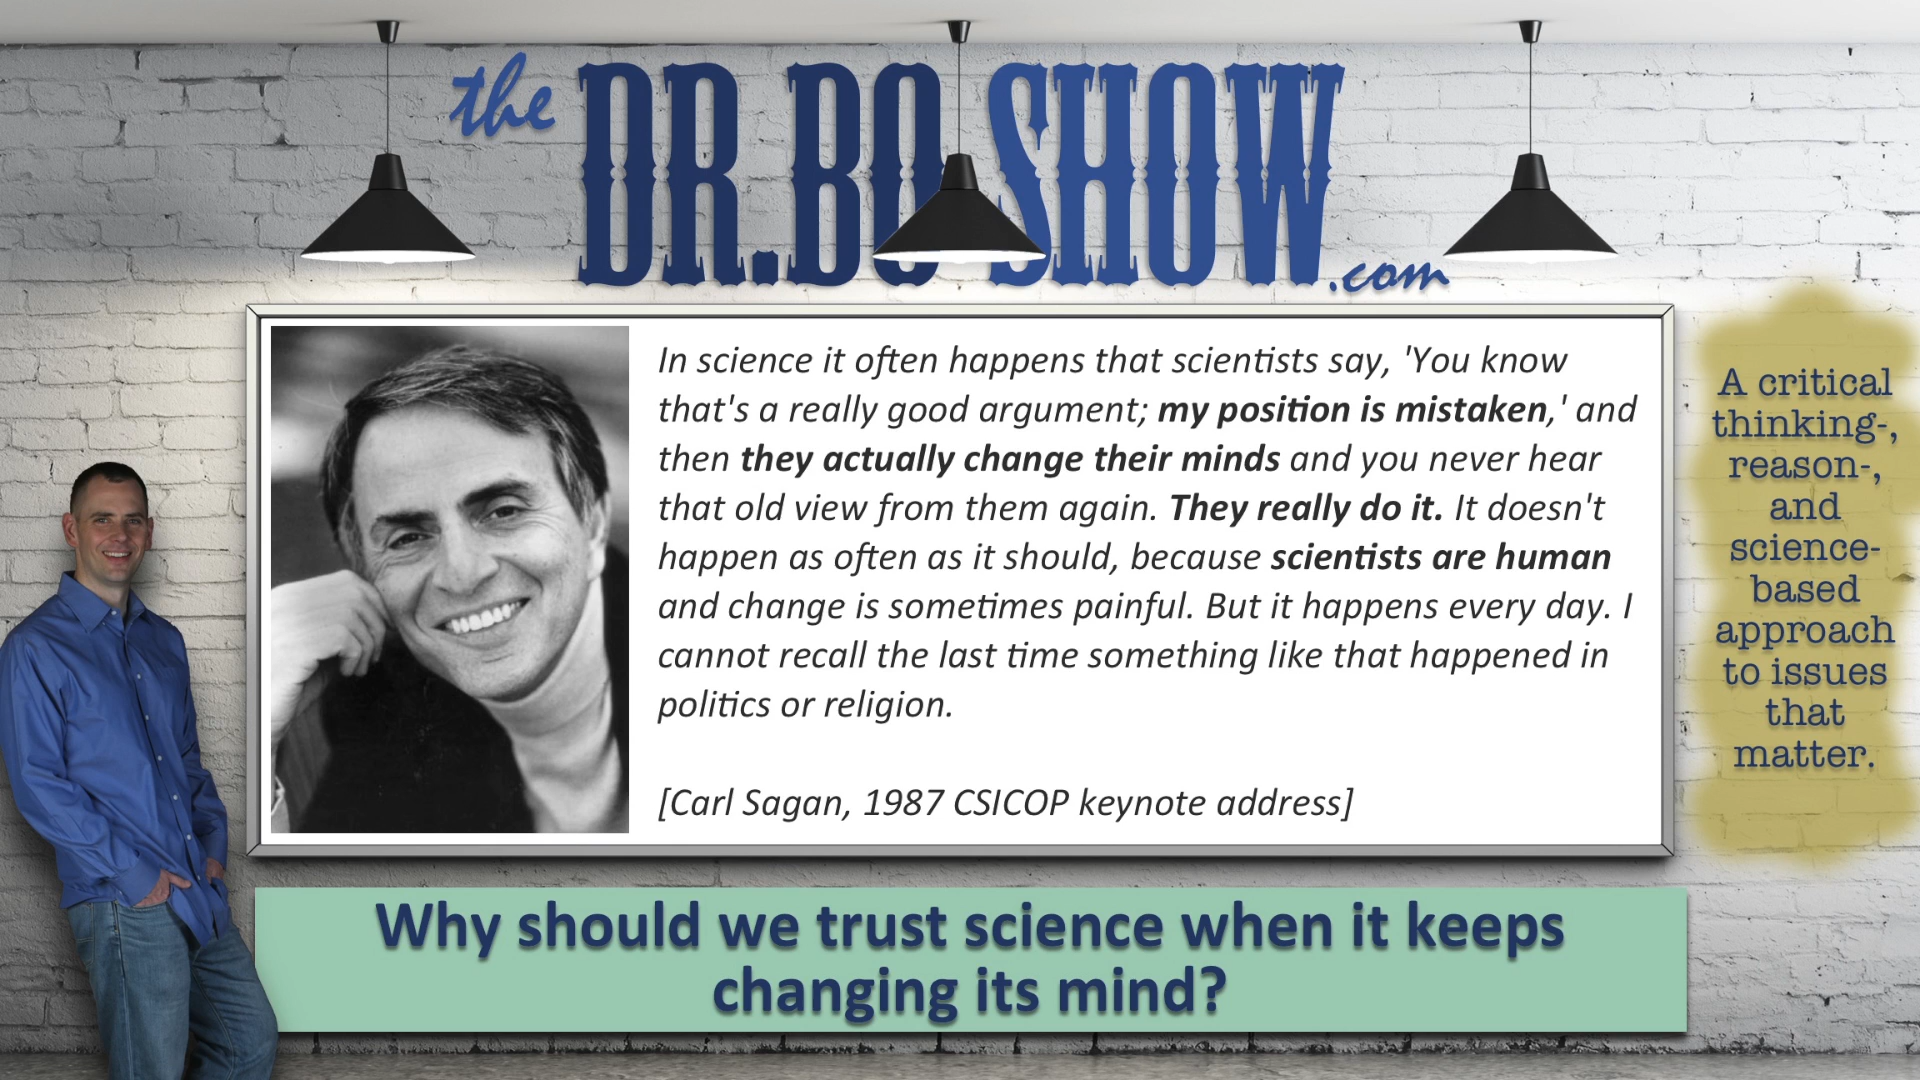 the DR.BO SHOW .com
In science it often happens that scientists say, 'You know
that's a really good argument; my position is mistaken,' and
then they actually change their minds and you never hear
that old view from them again. They really do it. It doesn't
happen as often as it should, because scientists are human
and change is sometimes painful. But it happens every day. I
cannot recall the last time something like that happened in
politics or religion.
[Carl Sagan, 1987 CSICOP keynote address]
A critical
thinking-,
reason-,
and
science-
based
approach
to issues
that
matter.
Why should we trust science when it keeps
changing its mind?